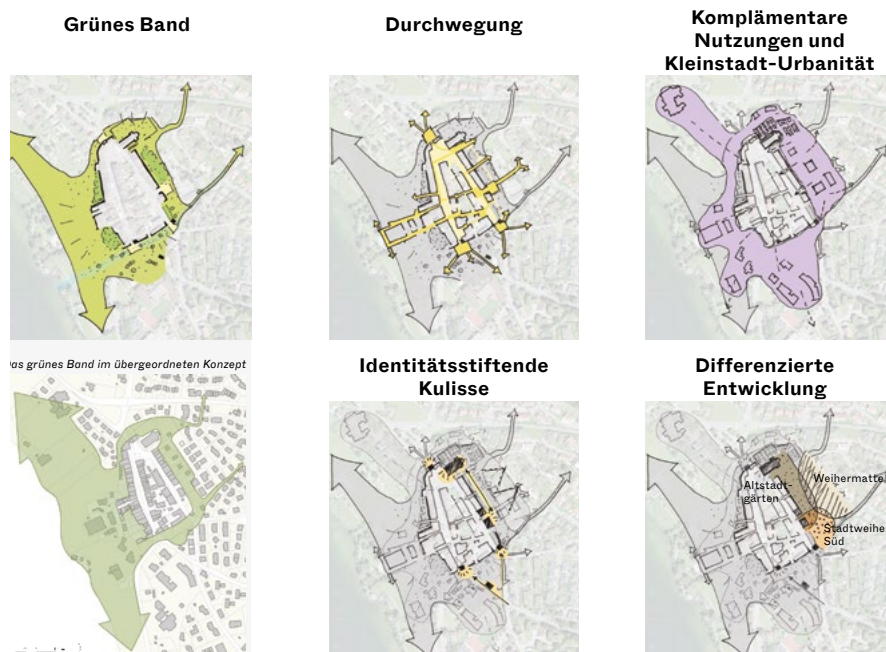 Grünes Band
Durchwegung
Komplämentare
Nutzungen und
Kleinstadt-Urbanität
as grünes Band im übergeordneten Konzept
Identitätsstiftende
Kulisse
Differenzierte
Entwicklung
Altstadt-
gärten
Weihermatte
Stadtweihe
Süd